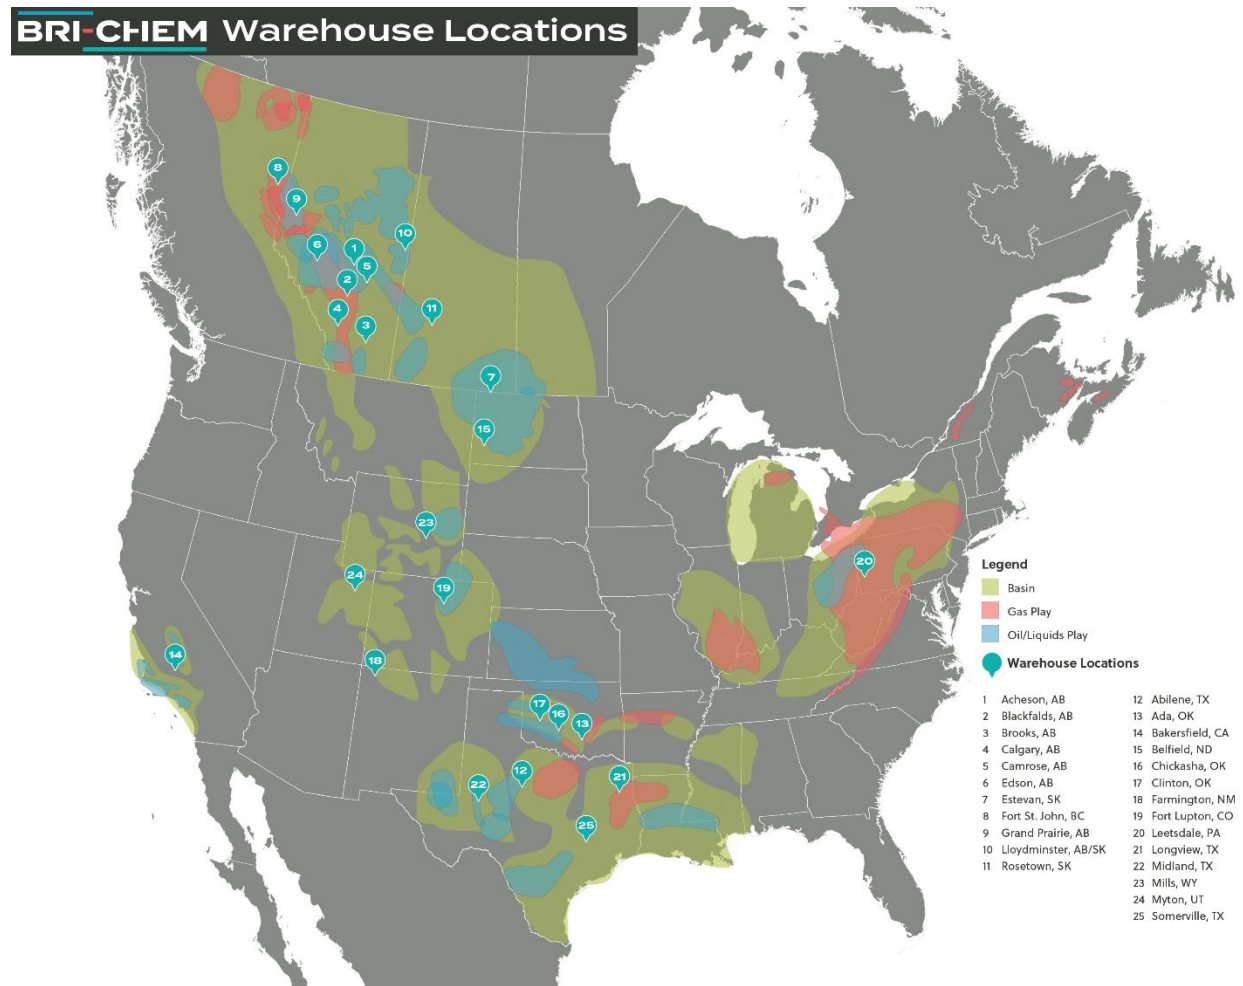 BRI-CHEM Warehouse Locations
8
9
10
6
1
5
2
4
11
3
7
15
23
24
19
20
14
18
17
16
13
12
21
22
25
Legend
Basin
Gas Play
Oil/Liquids Play
Warehouse Locations
1 Acheson, AB
2 Blackfalds, AB
3 Brooks, AB
4 Calgary, AB
5 Camrose, AB
6 Edson, AB
7 Estevan, SK
8 Fort St. John, BC
9 Grand Prairie, AB
10 Lloydminster, AB/SK
11 Rosetown, SK
12 Abilene, TX
13 Ada, OK
14 Bakersfield, CA
15 Belfield, ND
16 Chickasha, OK
17 Clinton, OK
18 Farmington, NM
19 Fort Lupton, CO
20 Leetsdale, PA
21 Longview, TX
22 Midland, TX
23 Mills, WY
24 Myton, UT
25 Somerville, TX